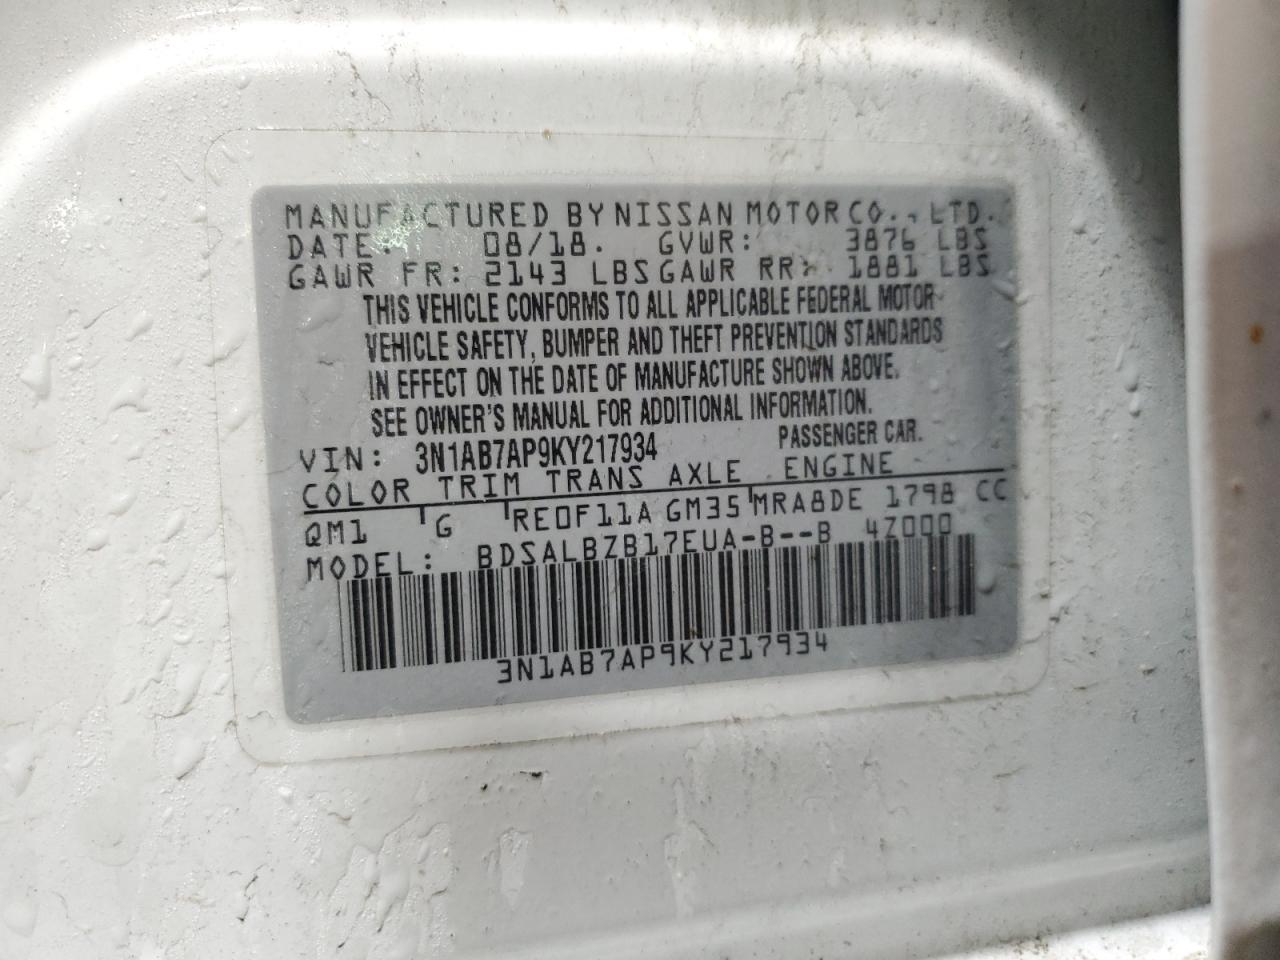 MANUFACTURED BY NISSAN MOTOR CO., LTD.
DATE: 08/18. GVWR: 3876 LBS
GAWR FR: 2143 LBS GAWR RR: 1881 LBS
THIS VEHICLE CONFORMS TO ALL APPLICABLE FEDERAL MOTOR
VEHICLE SAFETY, BUMPER AND THEFT PREVENTION STANDARDS
IN EFFECT ON THE DATE OF MANUFACTURE SHOWN ABOVE.
SEE OWNER'S MANUAL FOR ADDITIONAL INFORMATION.
VIN: 3N1AB7AP9KY217934 PASSENGER CAR.
COLOR TRIM TRANS AXLE ENGINE
QM1 G RE0F11A GM35 MRA8DE 1798 CC
MODEL: BDSALBZB17EUA-B--B 4Z000
3N1AB7AP9KY217934